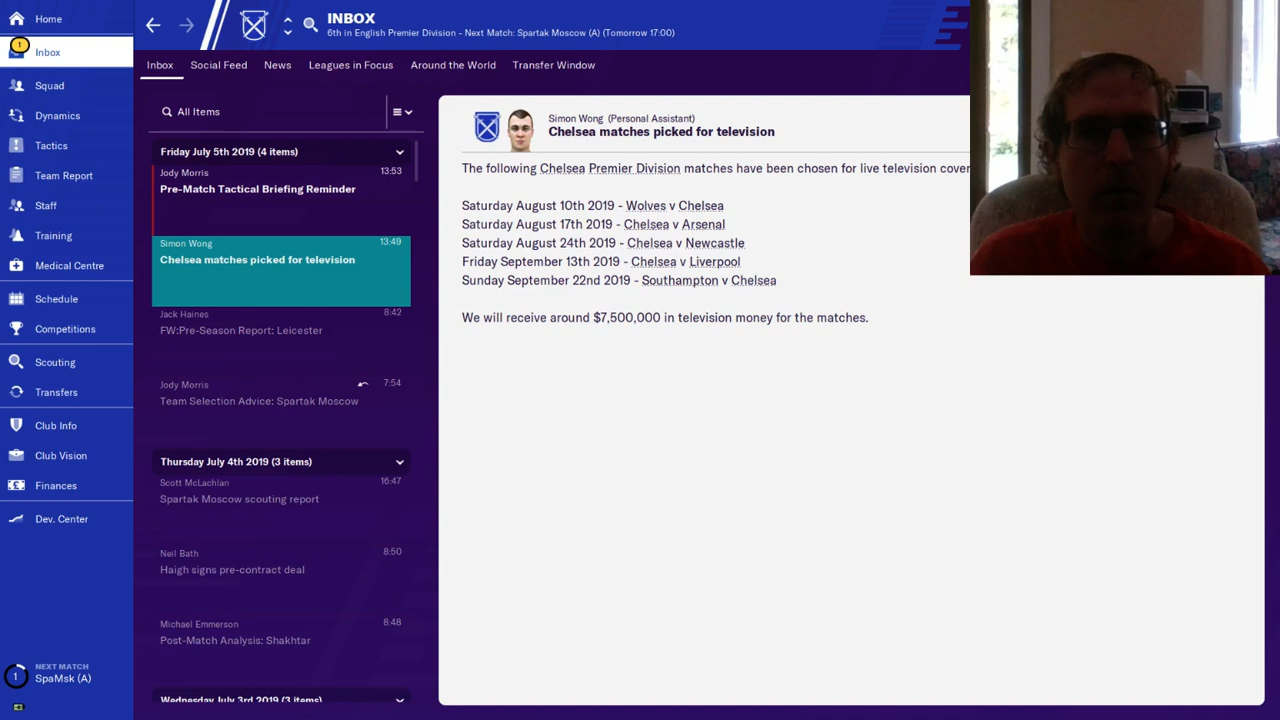 Home
1
Inbox
Squad
Dynamics
Tactics
Team Report
Staff
Training
Medical Centre
Schedule
Competitions
Scouting
Transfers
Club Info
Club Vision
Finances
Dev. Center
1
NEXT MATCH
SpaMsk (A)
INBOX
6th in English Premier Division - Next Match: Spartak Moscow (A) (Tomorrow 17:00)
Inbox Social Feed News Leagues in Focus Around the World Transfer Window
All Items
Friday July 5th 2019 (4 items)
Jody Morris 13:53
Pre-Match Tactical Briefing Reminder
Simon Wong 13:49
Chelsea matches picked for television
Jack Haines 8:42
FW:Pre-Season Report: Leicester
Jody Morris 7:54
Team Selection Advice: Spartak Moscow
Thursday July 4th 2019 (3 items)
Scott McLachlan 16:47
Spartak Moscow scouting report
Neil Bath 8:50
Haigh signs pre-contract deal
Michael Emmerson 8:48
Post-Match Analysis: Shakhtar
Wednesday July 3rd 2019 (3 items)
Simon Wong (Personal Assistant)
Chelsea matches picked for television
The following Chelsea Premier Division matches have been chosen for live television cover
Saturday August 10th 2019 - Wolves v Chelsea
Saturday August 17th 2019 - Chelsea v Arsenal
Saturday August 24th 2019 - Chelsea v Newcastle
Friday September 13th 2019 - Chelsea v Liverpool
Sunday September 22nd 2019 - Southampton v Chelsea
We will receive around $7,500,000 in television money for the matches.